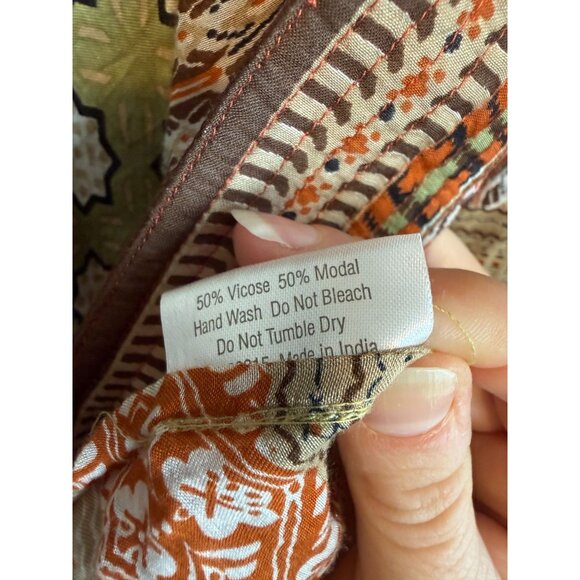 50% Vicose 50% Modal
Hand Wash Do Not Bleach
Do Not Tumble Dry
Made in India